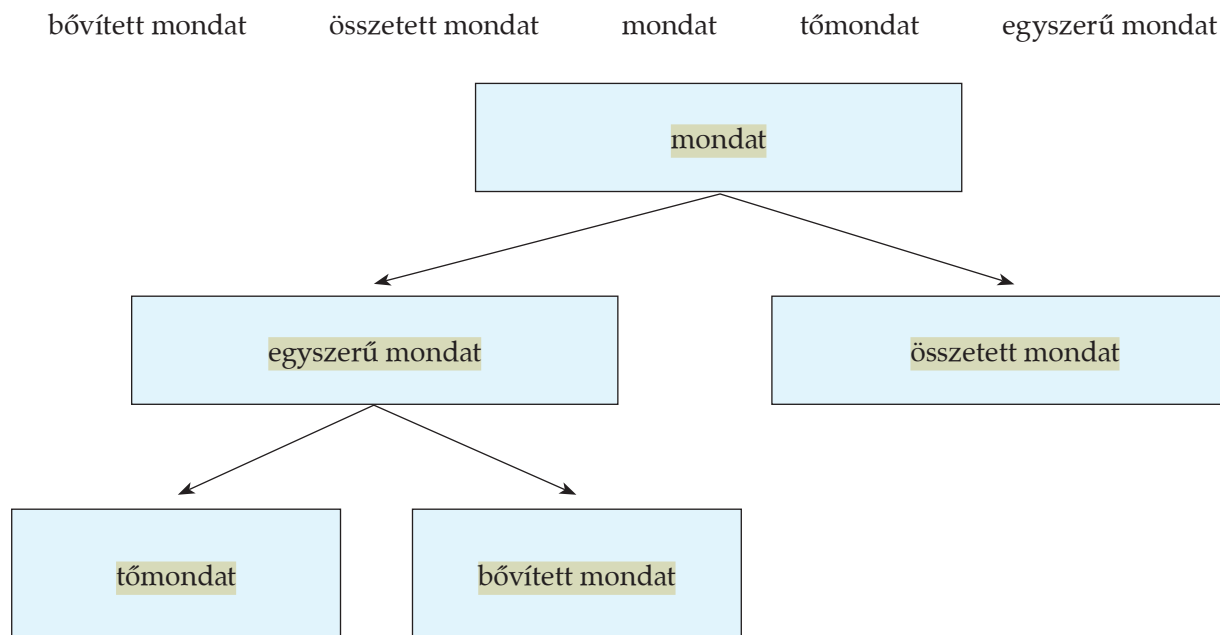 bővített mondat összetett mondat mondat tőmondat egyszerű mondat
mondat
egyszerű mondat összetett mondat
tőmondat bővített mondat